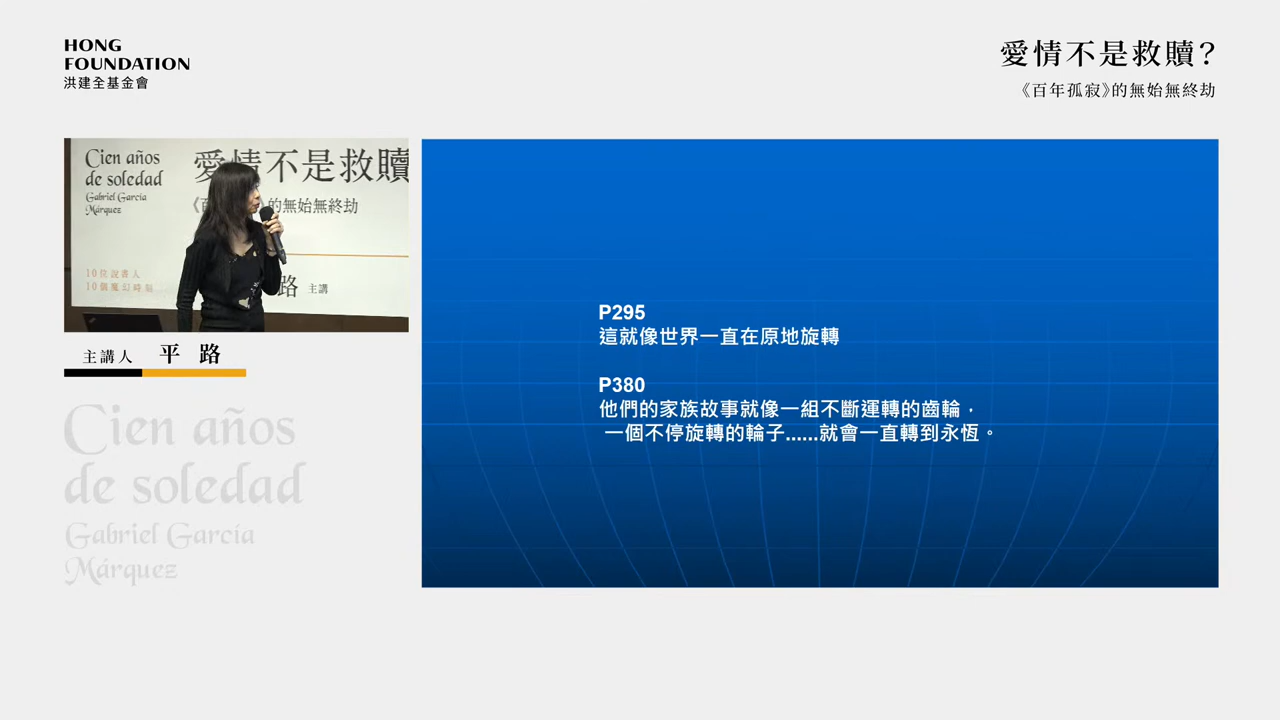 HONG
FOUNDATION
洪建全基金會
愛情不是救贖？
《百年孤寂》的無始無終劫
Cien años
de soledad
Gabriel García
Márquez
愛情不是救贖
的無始無終劫
10位說書人
10個魔幻時刻
路 主講
主講人 平路
P295
這就像世界一直在原地旋轉
P380
他們的家族故事就像一組不斷運轉的齒輪，
一個不停旋轉的輪子......就會一直轉到永恆。
Cien años
de soledad
Gabriel García
Márquez